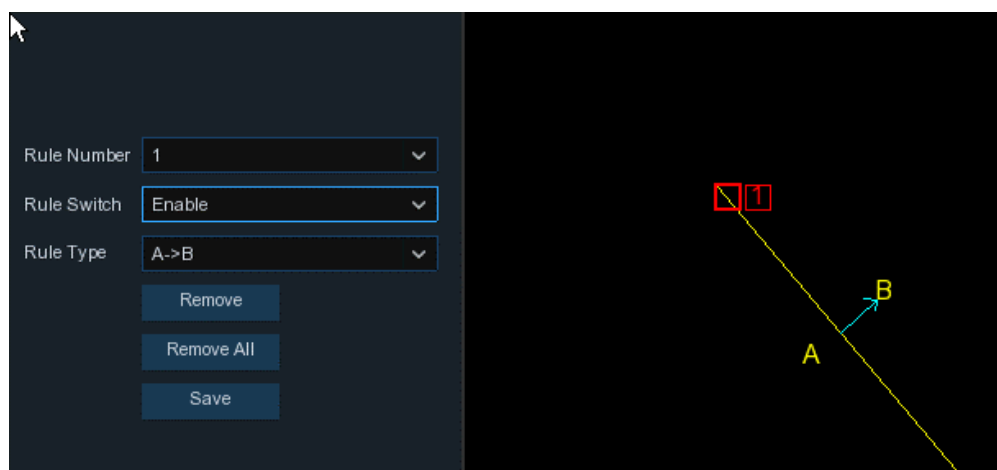 Rule Number 1
Rule Switch Enable
Rule Type A->B
Remove
Remove All
Save
1
B
A